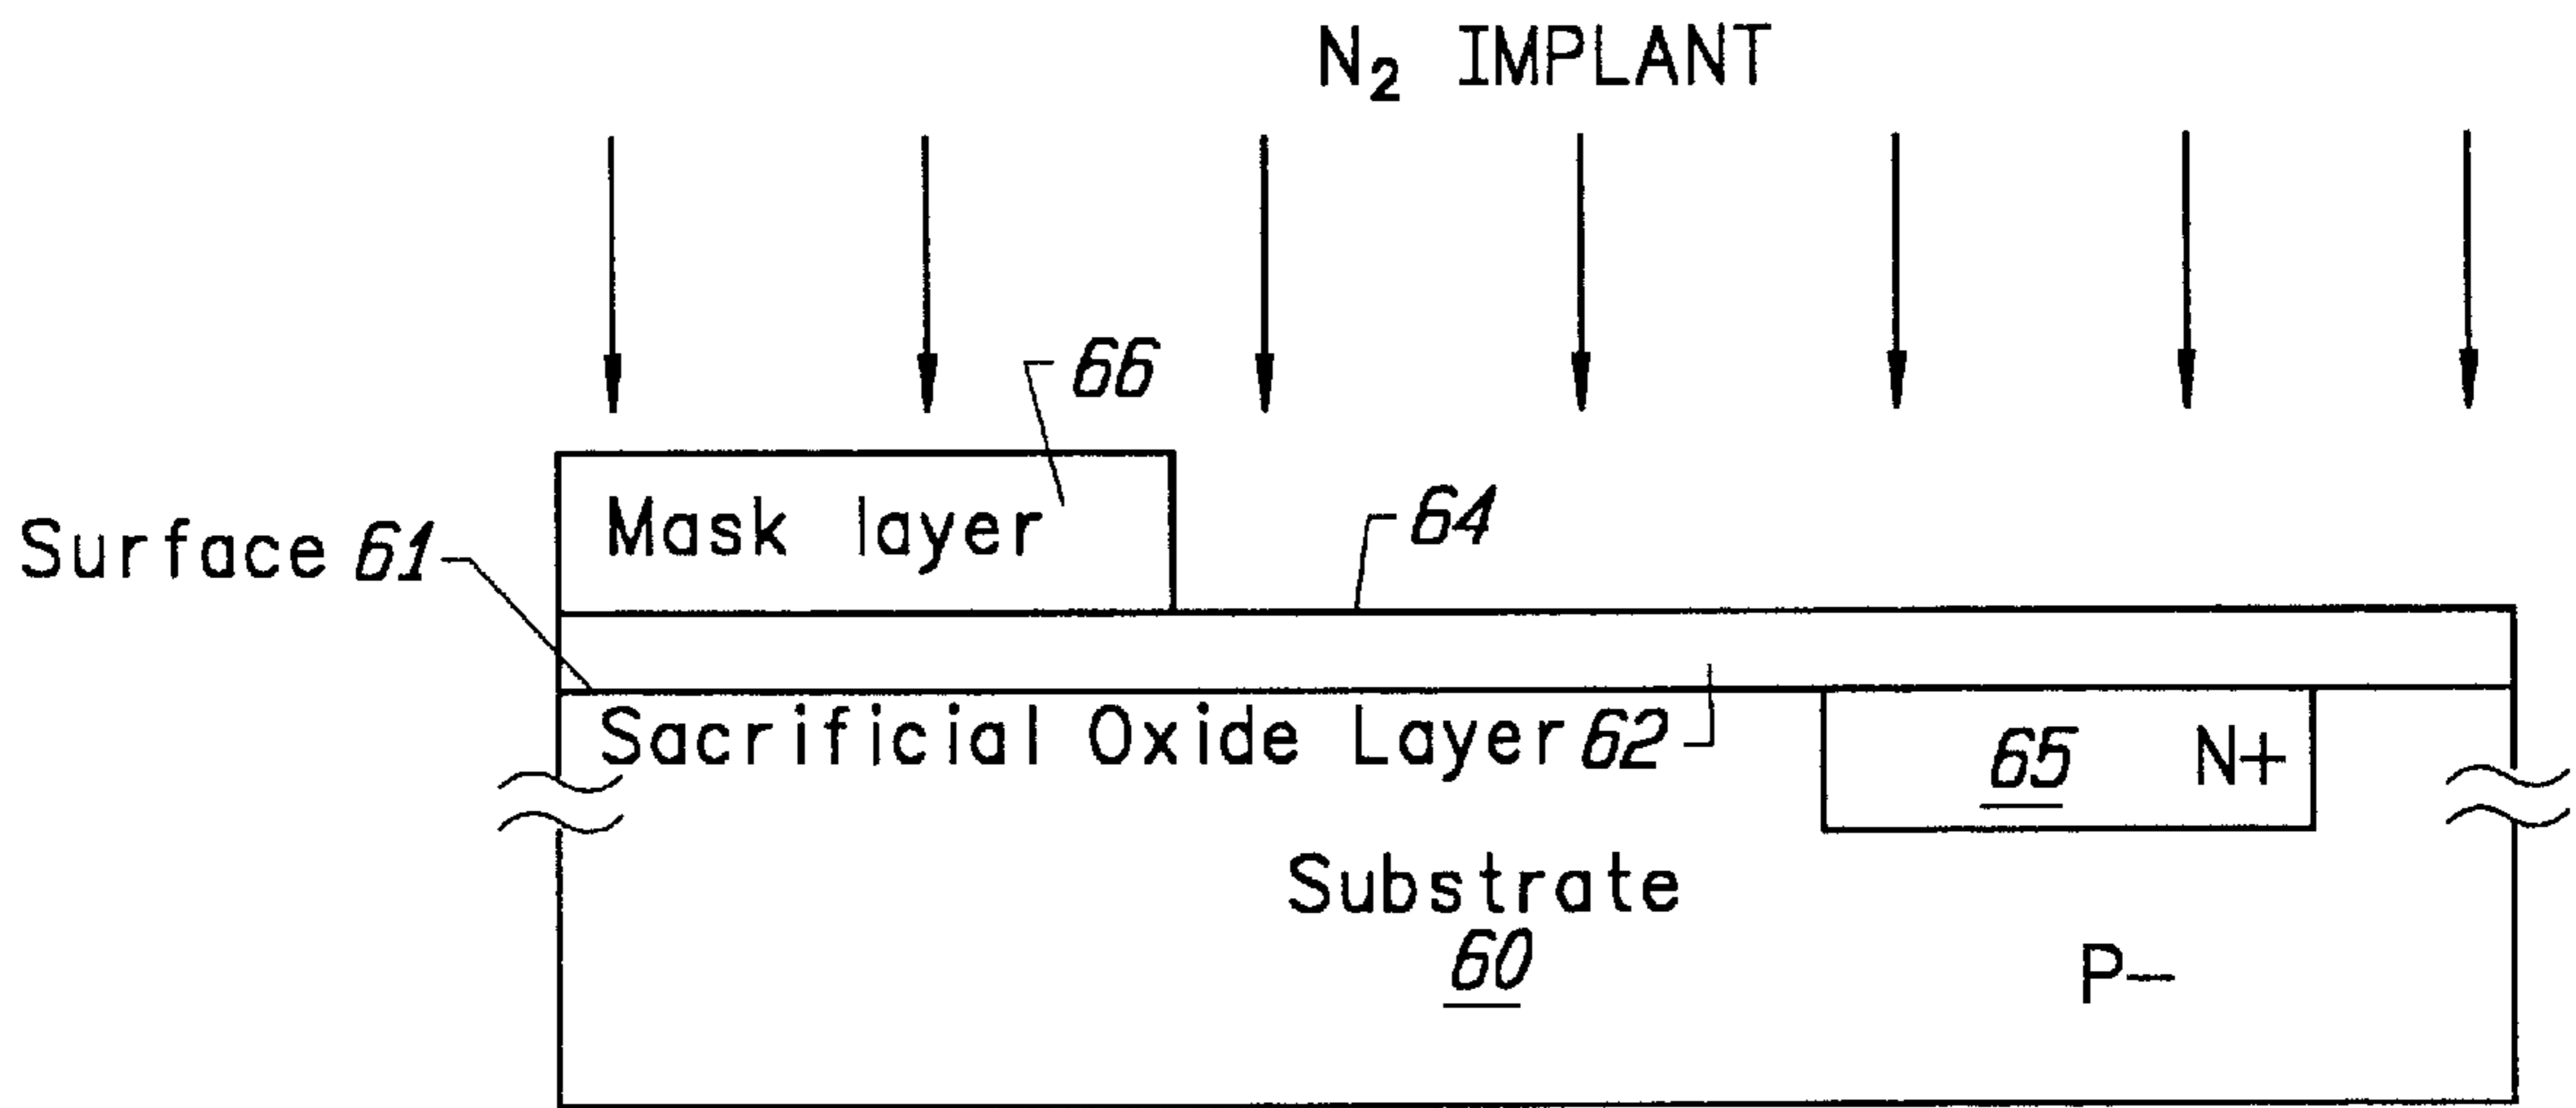 N₂ IMPLANT
66
Mask layer
64
Surface 61
Sacrificial Oxide Layer 62
65 N+
Substrate
60
P−